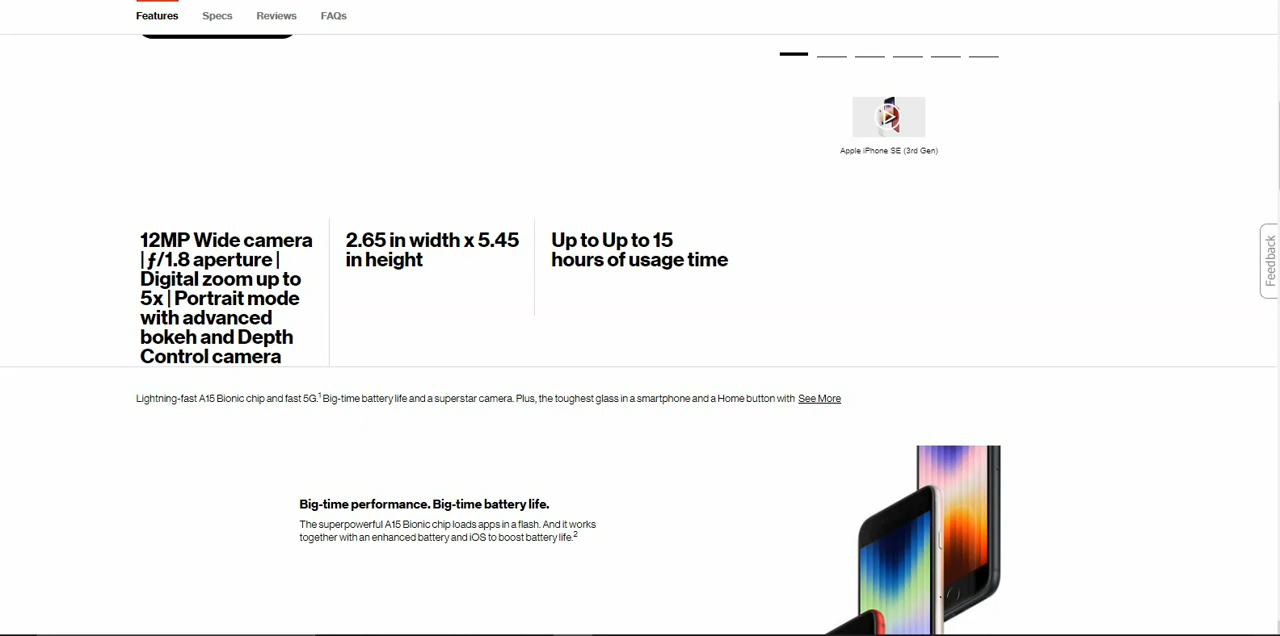 Features Specs Reviews FAQs
Apple iPhone SE (3rd Gen)
12MP Wide camera
| ƒ/1.8 aperture |
Digital zoom up to
5x | Portrait mode
with advanced
bokeh and Depth
Control camera
2.65 in width x 5.45
in height
Up to Up to 15
hours of usage time
Feedback
Lightning-fast A15 Bionic chip and fast 5G.1 Big-time battery life and a superstar camera. Plus, the toughest glass in a smartphone and a Home button with See More
Big-time performance. Big-time battery life.
The superpowerful A15 Bionic chip loads apps in a flash. And it works
together with an enhanced battery and iOS to boost battery life.2